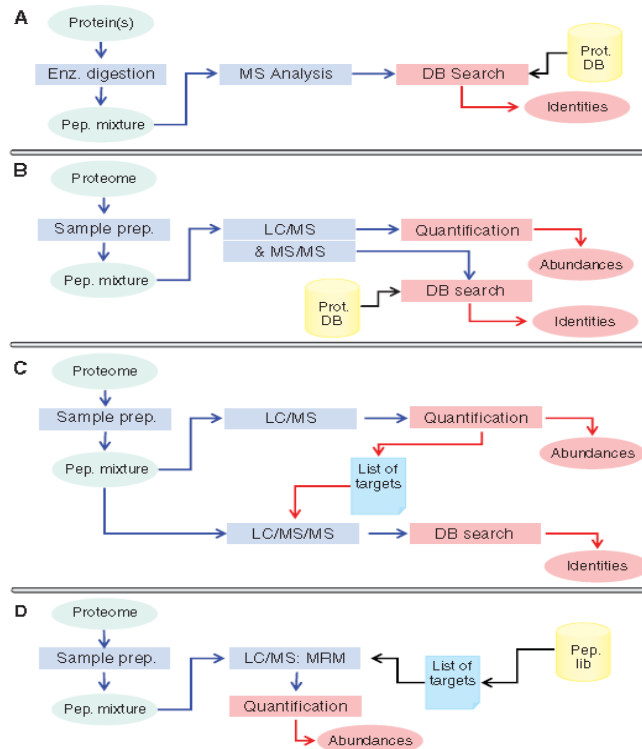 A
Protein(s)
Enz. digestion
MS Analysis
DB Search
Prot.
DB
Pep. mixture
Identities
B
Proteome
Sample prep.
LC/MS
Quantification
& MS/MS
Pep. mixture
Abundances
Prot.
DB
DB search
Identities
C
Proteome
Sample prep.
LC/MS
Quantification
Pep. mixture
Abundances
List of
targets
LC/MS/MS
DB search
Identities
D
Proteome
Sample prep.
LC/MS: MRM
List of
targets
Pep.
lib
Pep. mixture
Quantification
Abundances